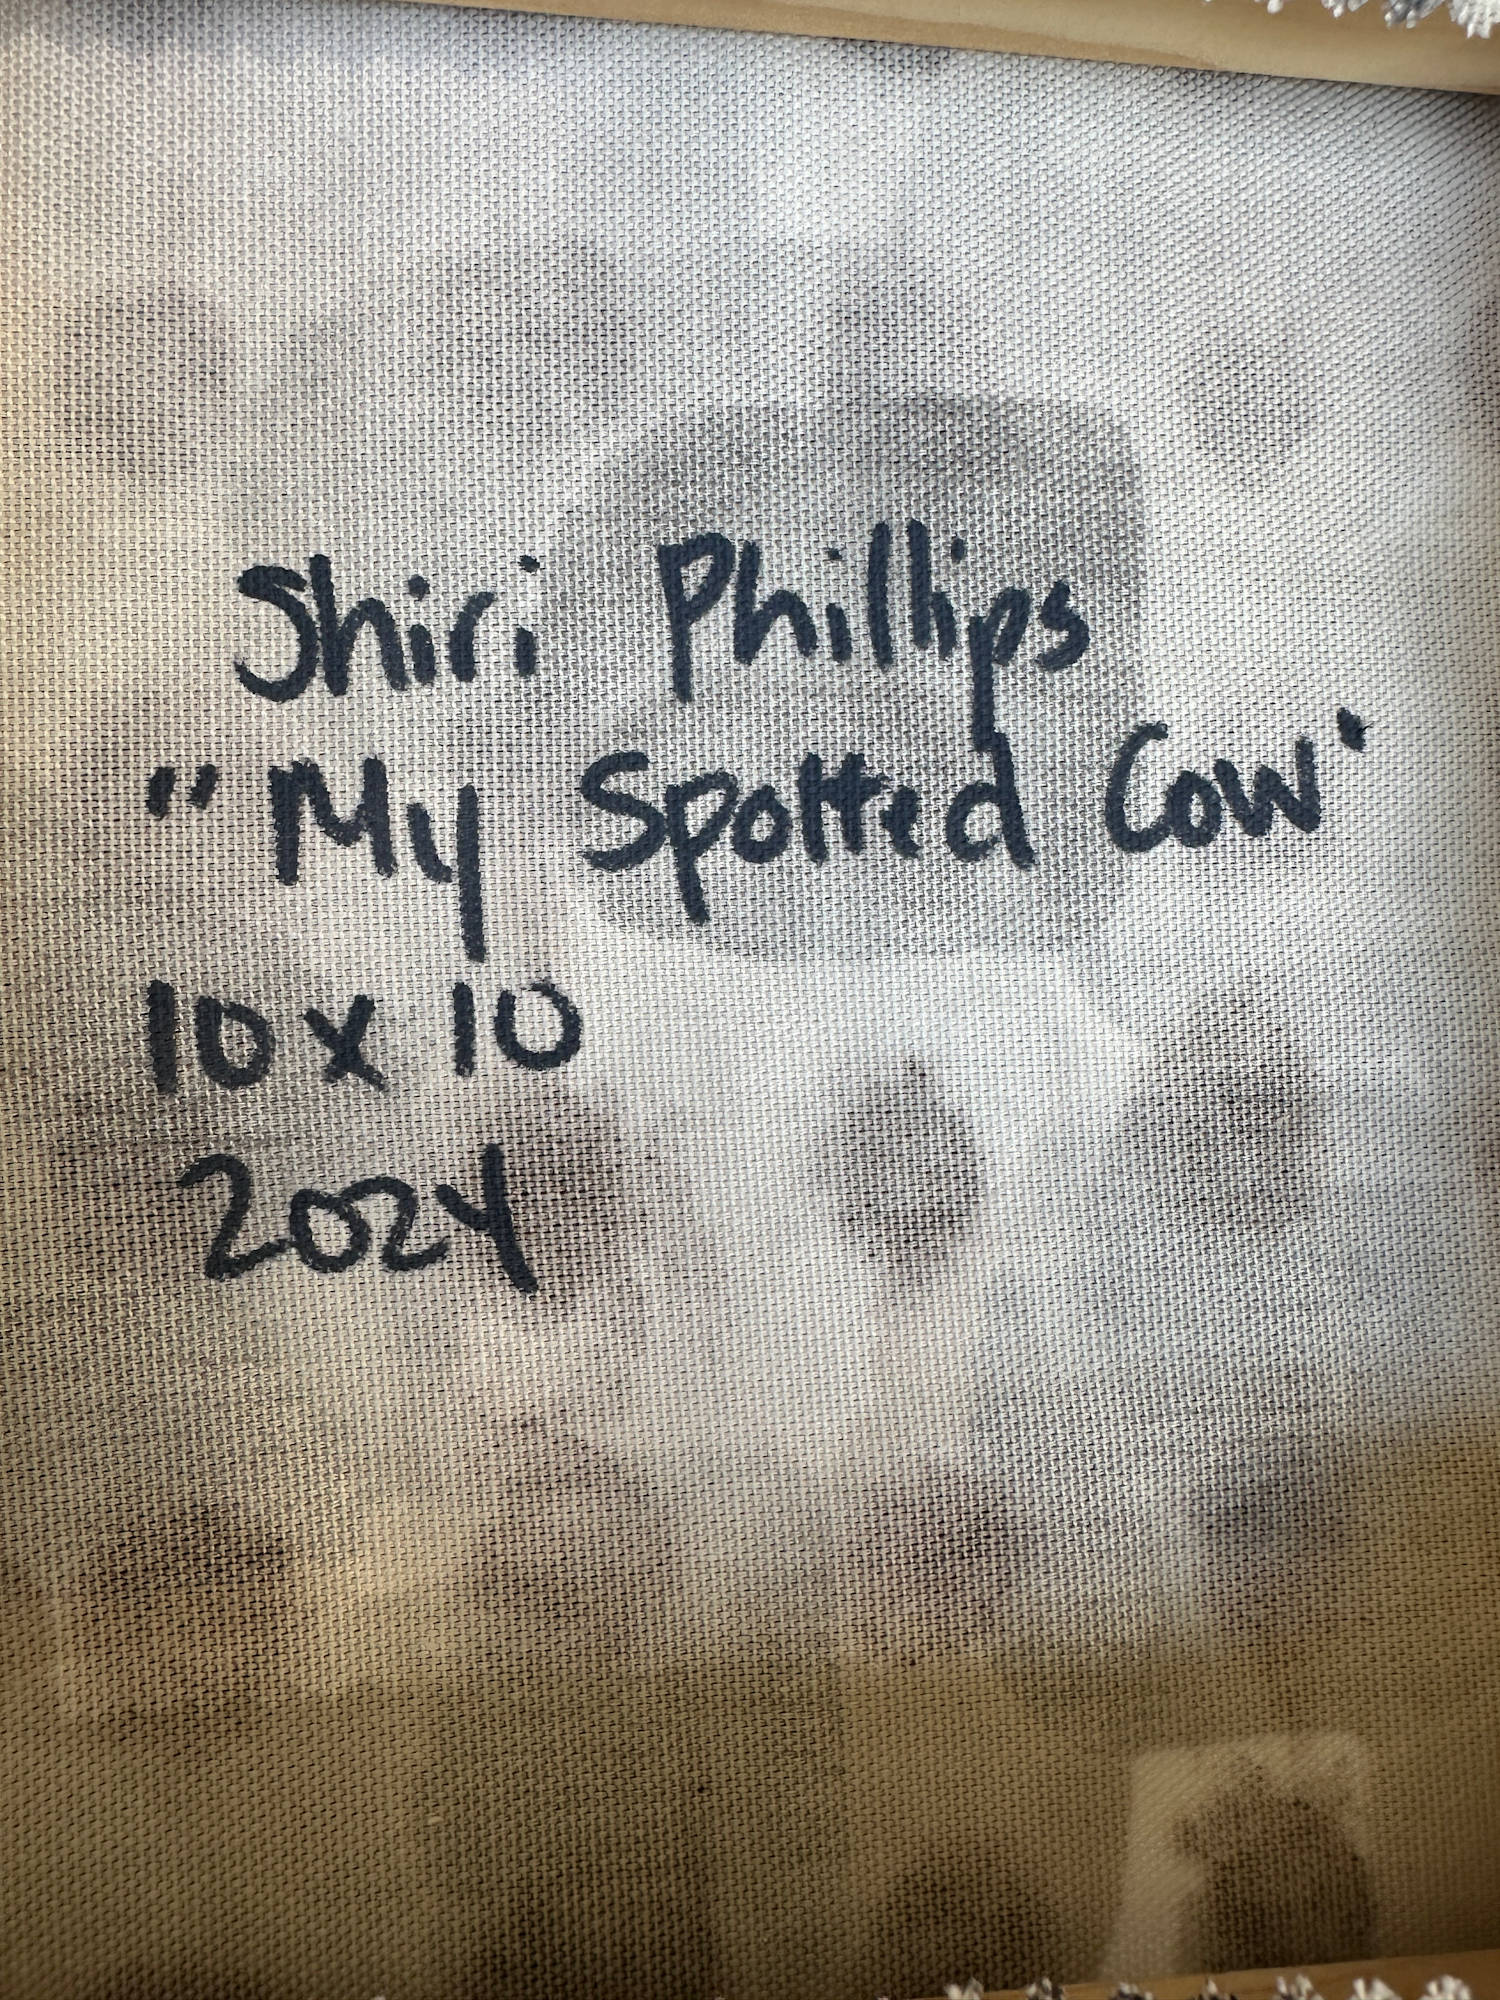 Shiri Phillips
"My Spotted Cow"
10 x 10
2024